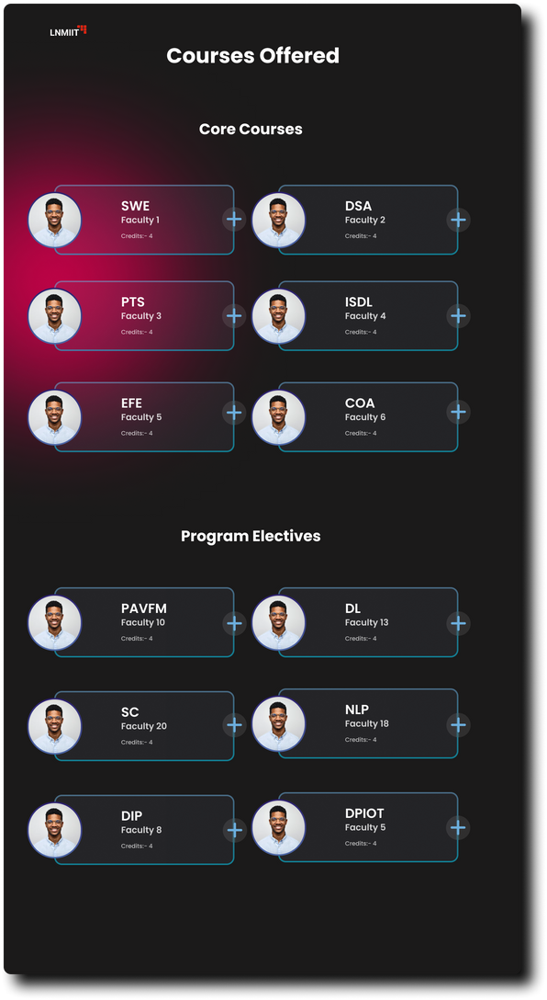 LNMIIT
Courses Offered
Core Courses
SWE
Faculty 1
Credits:- 4
DSA
Faculty 2
Credits:- 4
PTS
Faculty 3
Credits:- 4
ISDL
Faculty 4
Credits:- 4
EFE
Faculty 5
Credits:- 4
COA
Faculty 6
Credits:- 4
Program Electives
PAVFM
Faculty 10
Credits:- 4
DL
Faculty 13
Credits:- 4
SC
Faculty 20
Credits:- 4
NLP
Faculty 18
Credits:- 4
DIP
Faculty 8
Credits:- 4
DPIOT
Faculty 5
Credits:- 4